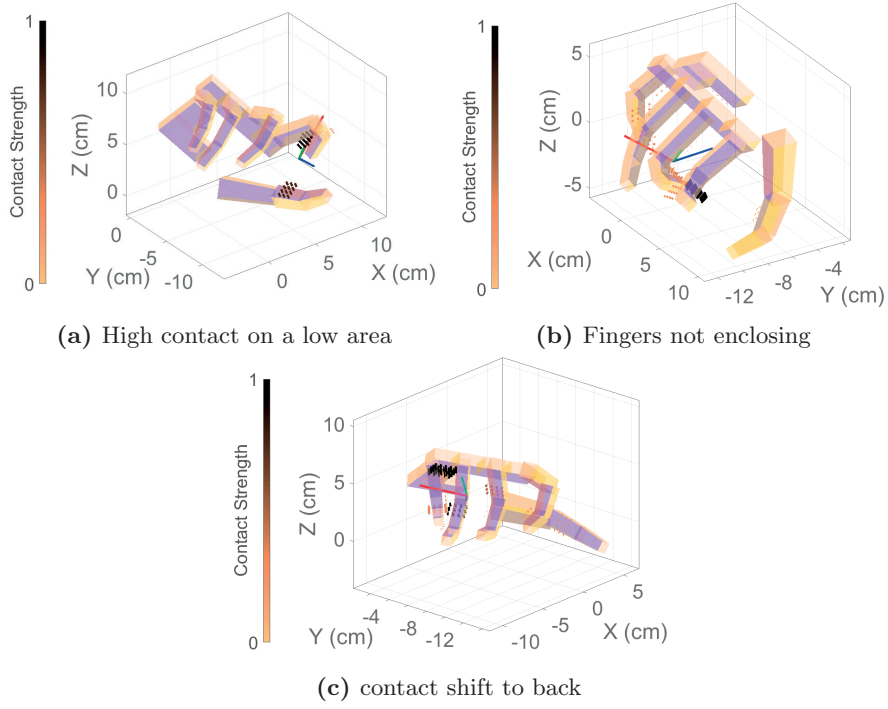 1
Contact Strength
0
Z (cm)
10
5
0
0
-5
-10
Y (cm)
0
5
10
X (cm)
(a) High contact on a low area
1
Contact Strength
0
Z (cm)
5
0
-5
0
5
10
X (cm)
-12
-8
-4
Y (cm)
(b) Fingers not enclosing
1
Contact Strength
0
Z (cm)
10
5
0
-4
-8
-12
Y (cm)
-10
-5
0
5
X (cm)
(c) contact shift to back